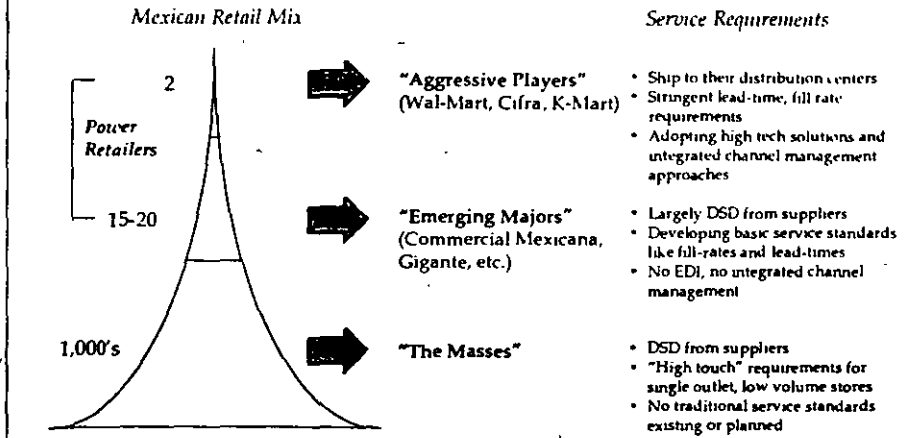 Mexican Retail Mix
Service Requirements
2
Power
Retailers
15-20
1,000's
"Aggressive Players"
(Wal-Mart, Cifra, K-Mart)
• Ship to their distribution centers
• Stringent lead-time, fill rate
requirements
• Adopting high tech solutions and
integrated channel management
approaches
"Emerging Majors"
(Commercial Mexicana,
Gigante, etc.)
• Largely DSD from suppliers
• Developing basic service standards
like fill-rates and lead-times
• No EDI, no integrated channel
management
"The Masses"
• DSD from suppliers
• "High touch" requirements for
single outlet, low volume stores
• No traditional service standards
existing or planned